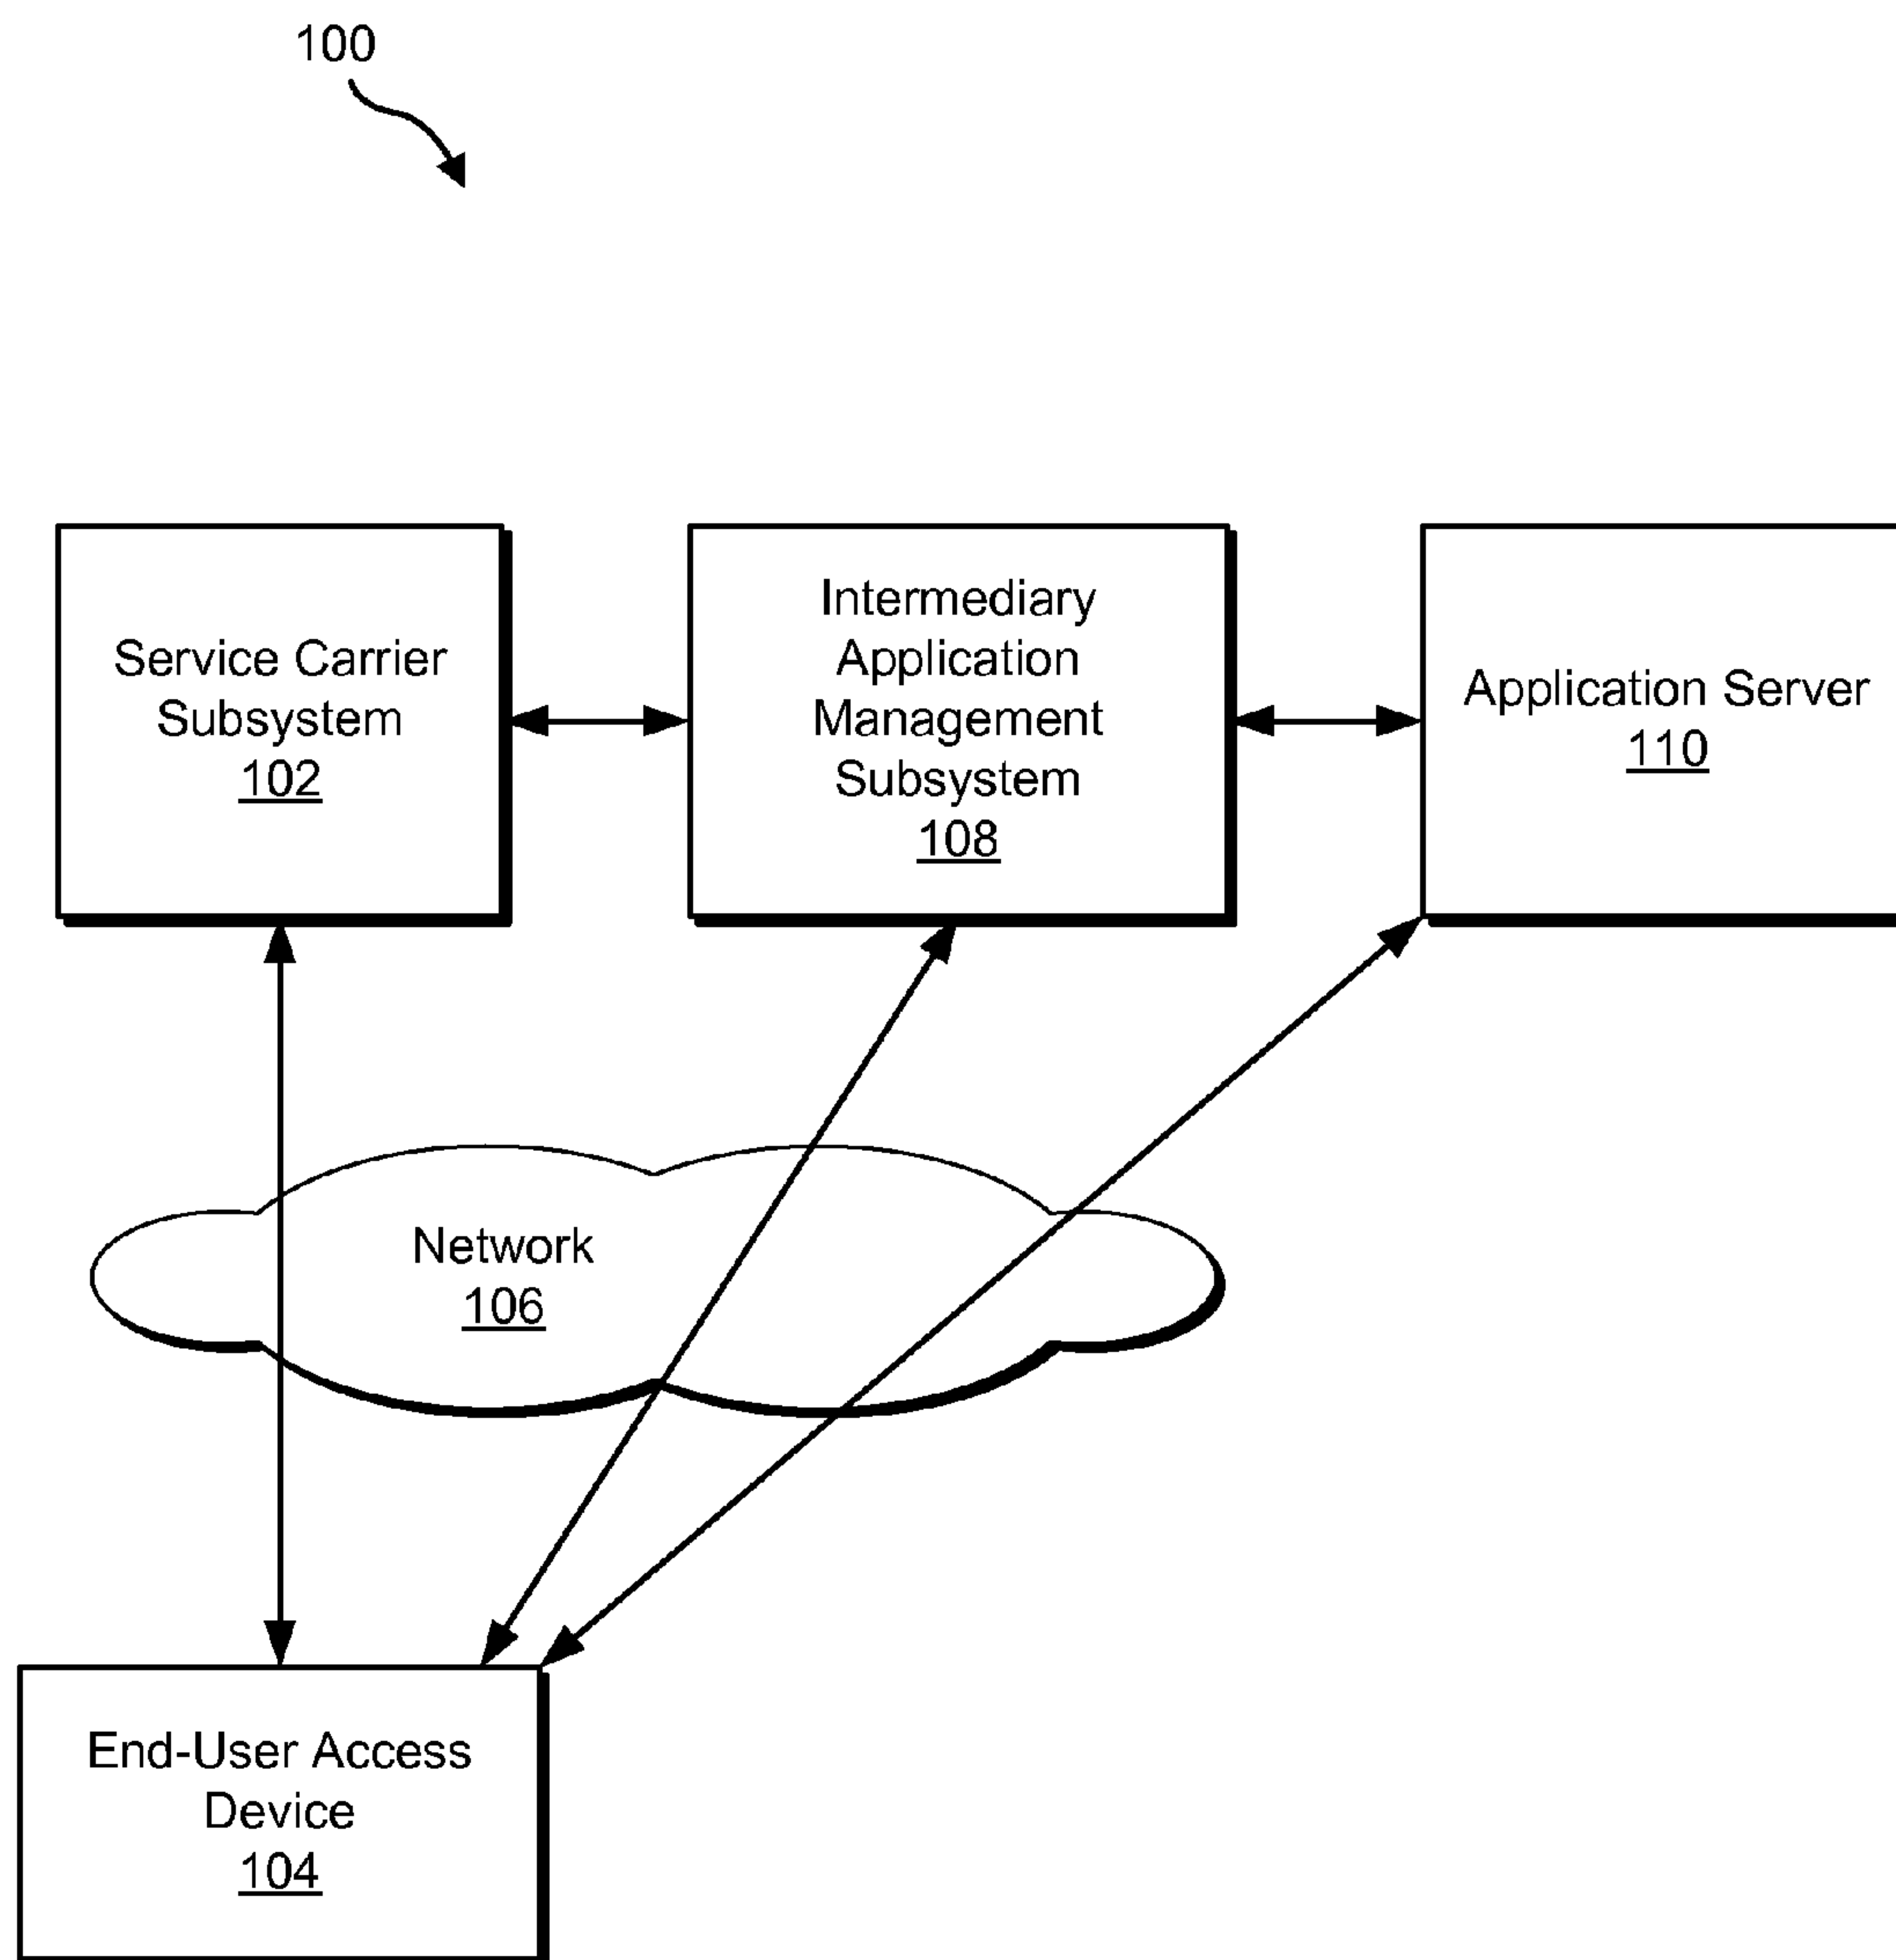 100
Service Carrier
Subsystem
102
Intermediary
Application
Management
Subsystem
108
Application Server
110
Network
106
End-User Access
Device
104